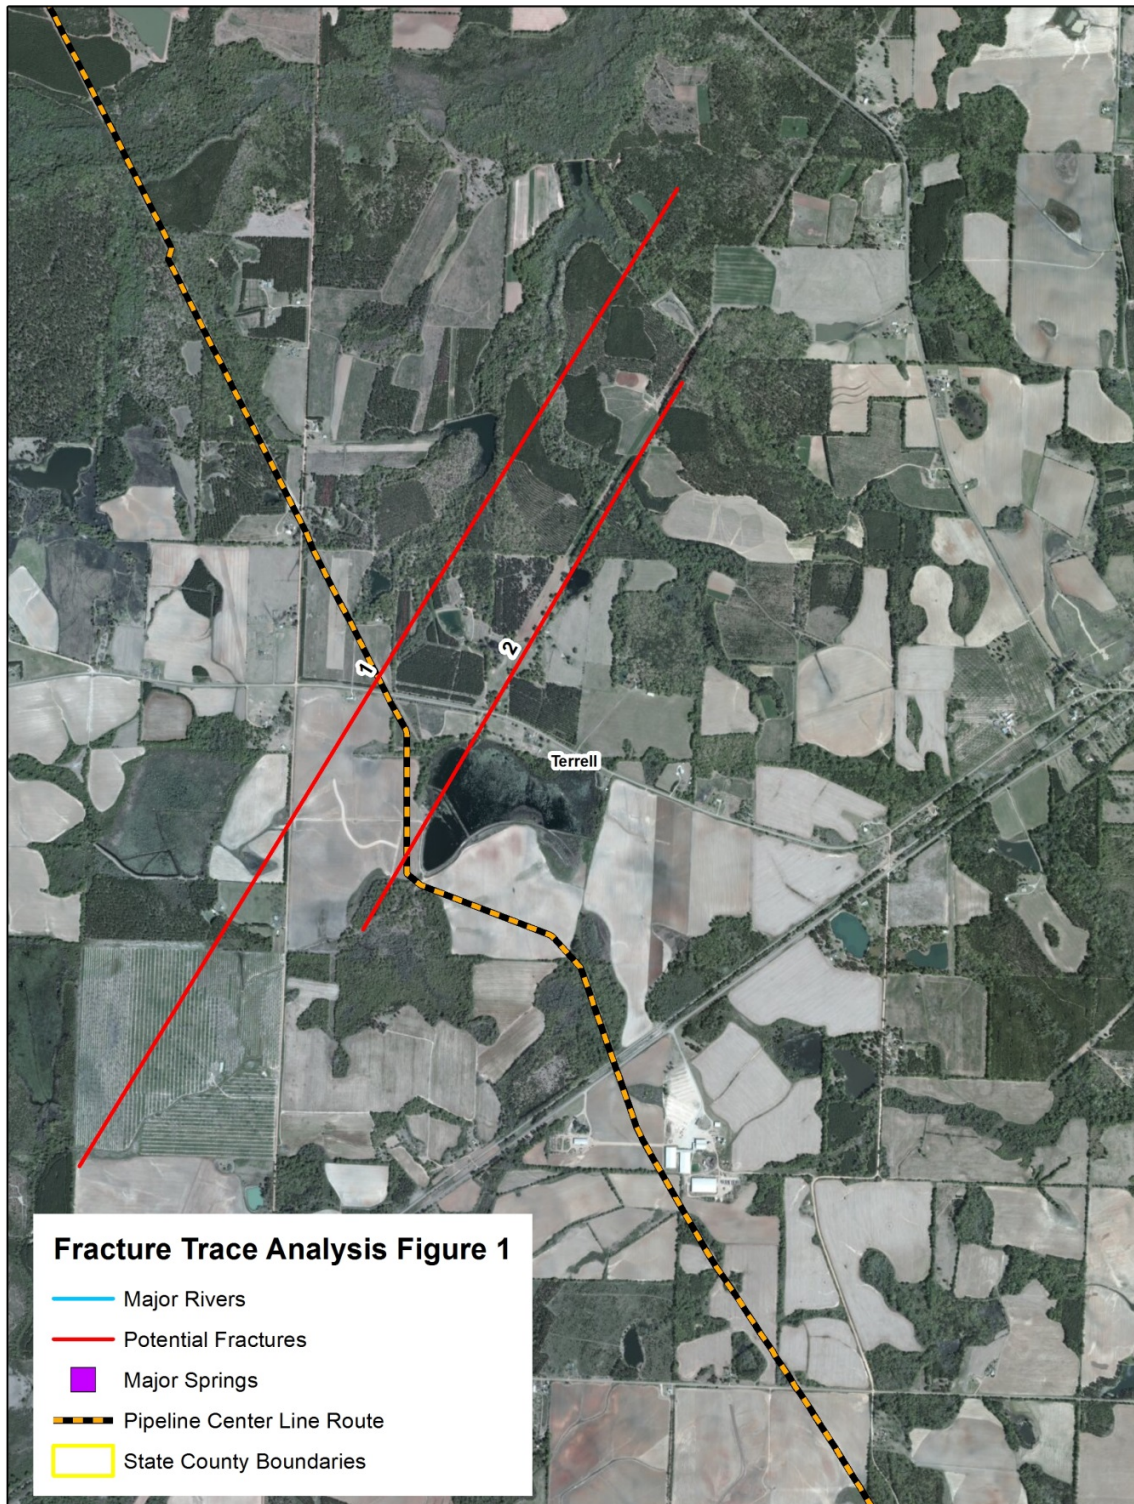 1
2
Terrell
Fracture Trace Analysis Figure 1
Major Rivers
Potential Fractures
Major Springs
Pipeline Center Line Route
State County Boundaries